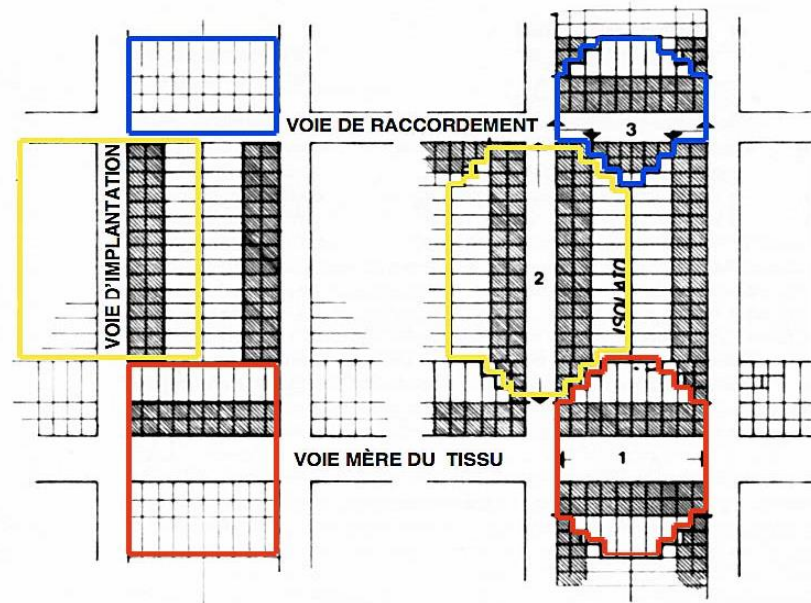 VOIE DE RACCORDEMENT
3
VOIE D'IMPLANTATION
2
ISOLATO
VOIE MÈRE DU TISSU
1